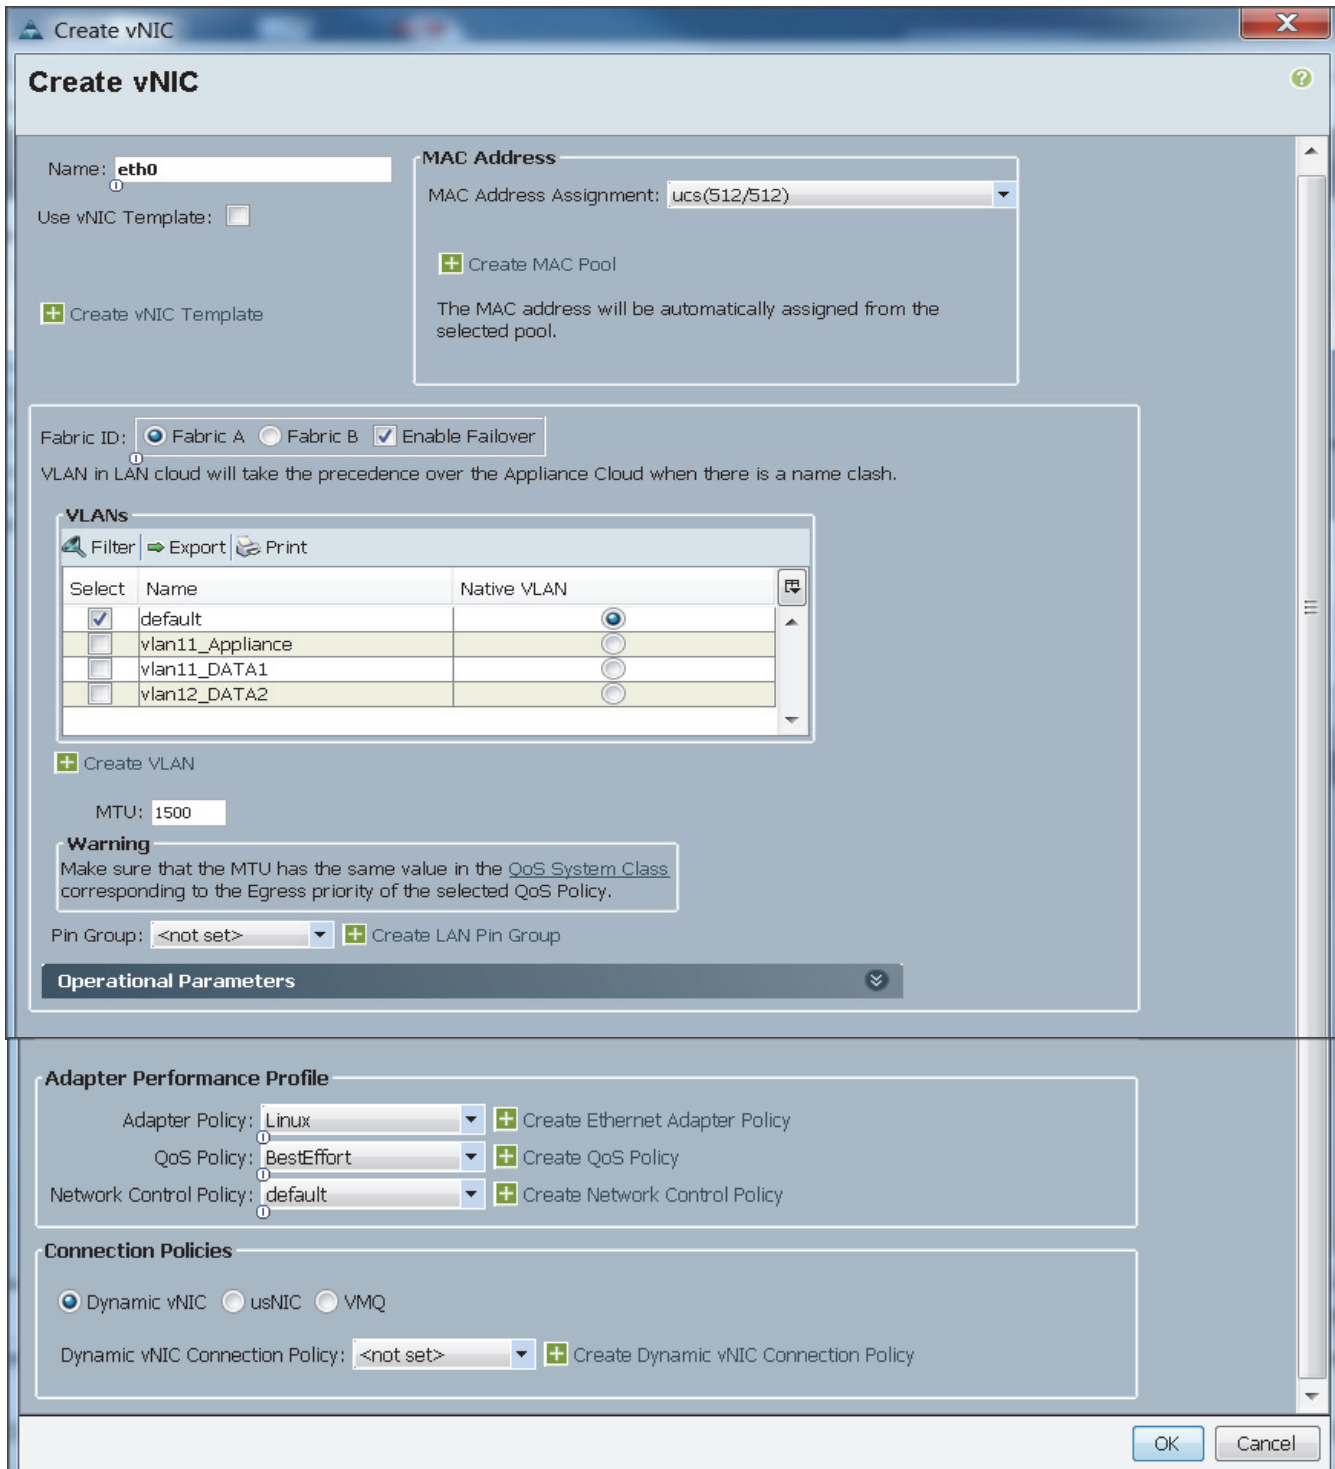 Create vNIC
Create vNIC
Name: eth0
Use vNIC Template:
Create vNIC Template
MAC Address
MAC Address Assignment: ucs(512/512)
Create MAC Pool
The MAC address will be automatically assigned from the
selected pool.
Fabric ID: Fabric A Fabric B Enable Failover
VLAN in LAN cloud will take the precedence over the Appliance Cloud when there is a name clash.
VLANs
Filter Export Print
Select Name Native VLAN
default
vlan11_Appliance
vlan11_DATA1
vlan12_DATA2
Create VLAN
MTU: 1500
Warning
Make sure that the MTU has the same value in the QoS System Class
corresponding to the Egress priority of the selected QoS Policy.
Pin Group: <not set> Create LAN Pin Group
Operational Parameters
Adapter Performance Profile
Adapter Policy: Linux Create Ethernet Adapter Policy
QoS Policy: BestEffort Create QoS Policy
Network Control Policy: default Create Network Control Policy
Connection Policies
Dynamic vNIC usNIC VMQ
Dynamic vNIC Connection Policy: <not set> Create Dynamic vNIC Connection Policy
OK Cancel